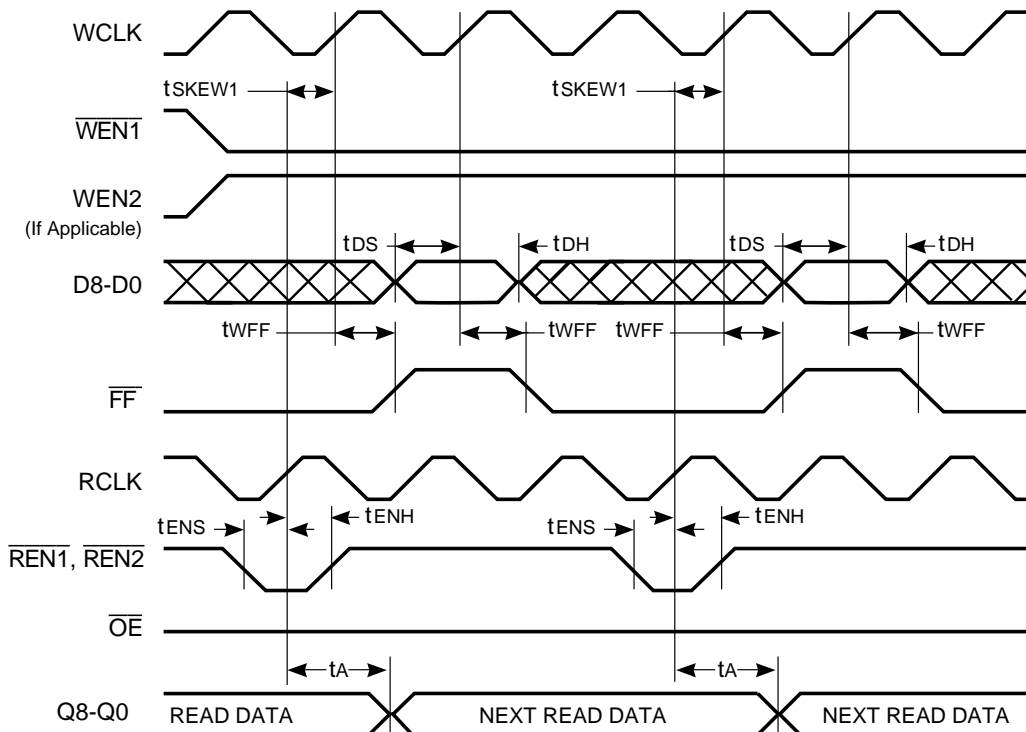 WCLK
tSKEW1 tSKEW1
WEN1
WEN2
(If Applicable)
tDS tDH tDS tDH
D8-D0
tWFF tWFF tWFF tWFF
FF
RCLK
tENS tENH tENS tENH
REN1, REN2
OE
tA tA
Q8-Q0 READ DATA NEXT READ DATA NEXT READ DATA